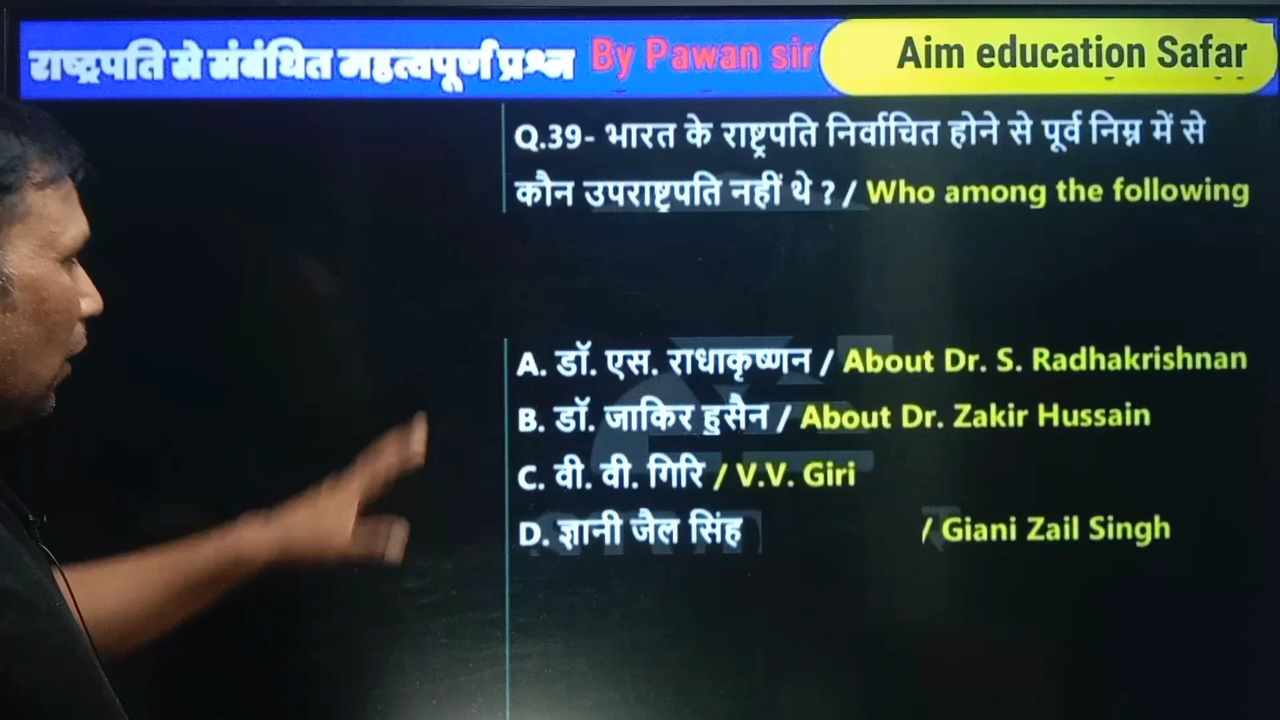 राष्ट्रपति से संबंधित महत्वपूर्ण प्रश्न By Pawan sir Aim education Safar
Q.39- भारत के राष्ट्रपति निर्वाचित होने से पूर्व निम्न में से
कौन उपराष्ट्रपति नहीं थे ? / Who among the following
A. डॉ. एस. राधाकृष्णन / About Dr. S. Radhakrishnan
B. डॉ. जाकिर हुसैन / About Dr. Zakir Hussain
C. वी. वी. गिरि / V.V. Giri
D. ज्ञानी जैल सिंह / Giani Zail Singh